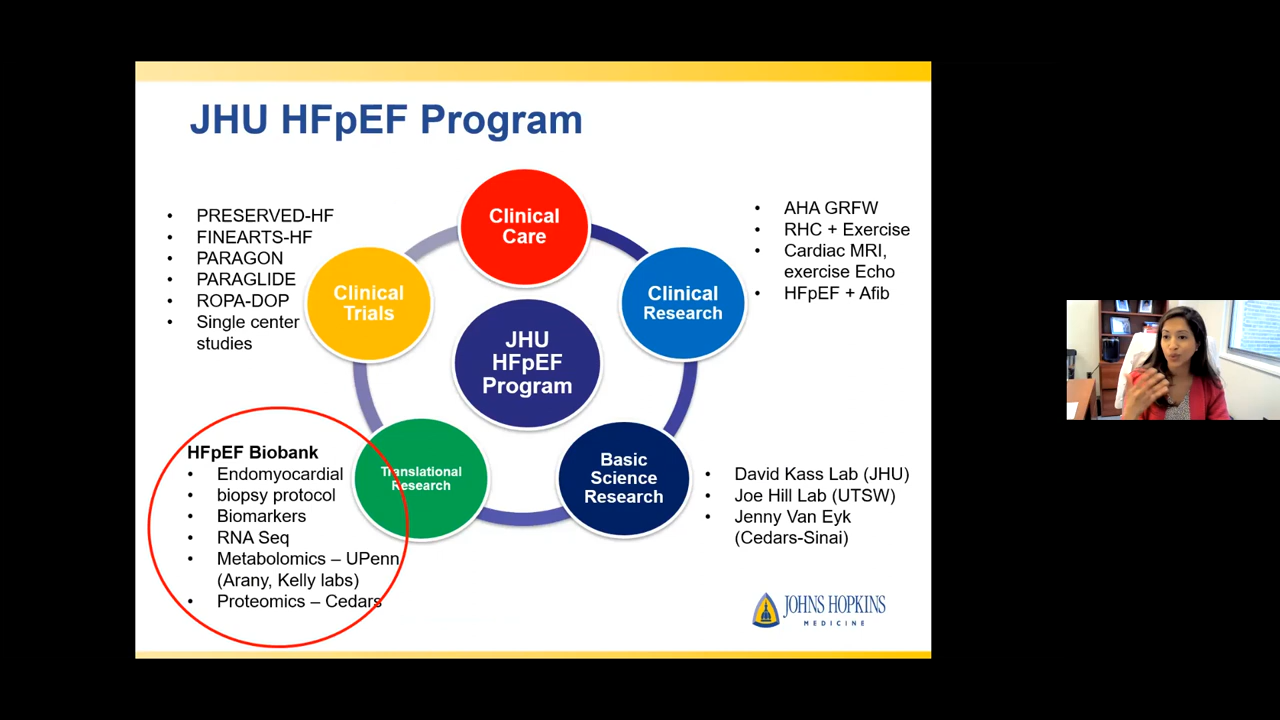 JHU HFpEF Program
PRESERVED-HF
FINEARTS-HF
PARAGON
PARAGLIDE
ROPA-DOP
Single center
studies
Clinical
Care
Clinical
Trials
Clinical
Research
JHU
HFpEF
Program
Translational
Research
Basic
Science
Research
AHA GRFW
RHC + Exercise
Cardiac MRI,
exercise Echo
HFpEF + Afib
HFpEF Biobank
Endomyocardial
biopsy protocol
Biomarkers
RNA Seq
Metabolomics – UPenn
(Arany, Kelly labs)
Proteomics – Cedars
David Kass Lab (JHU)
Joe Hill Lab (UTSW)
Jenny Van Eyk
(Cedars-Sinai)
JOHNS HOPKINS
MEDICINE